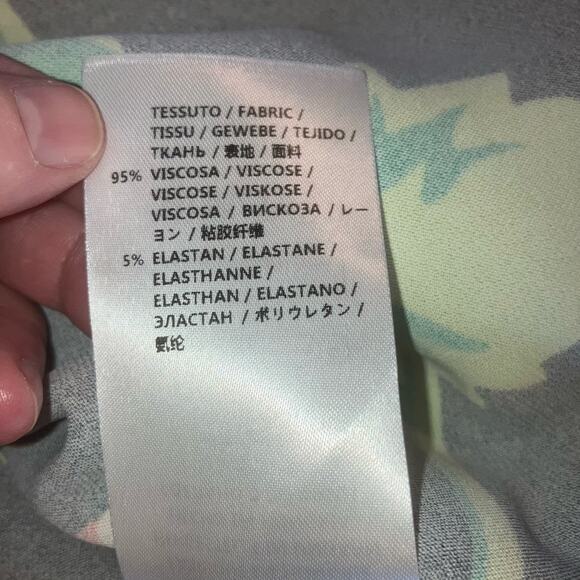 TESSUTO / FABRIC /
TISSU / GEWEBE / TEJIDO /
ТКАНЬ / 表地 / 面料
95% VISCOSA / VISCOSE /
VISCOSE / VISKOSE /
VISCOSA / ВИСКОЗА / レー
ヨン / 粘胶纤维
5% ELASTAN / ELASTANE /
ELASTHANNE /
ELASTHAN / ELASTANO /
ЭЛАСТАН / ポリウレタン /
氨纶